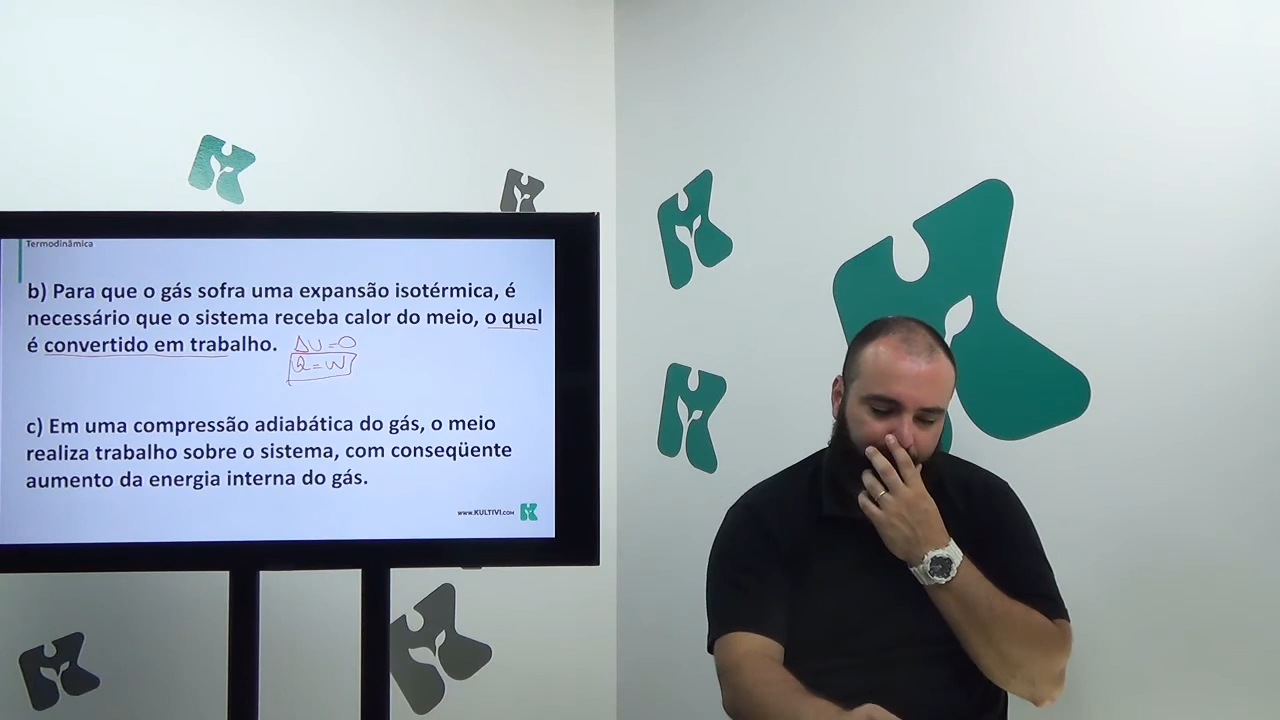 Termodinâmica
b) Para que o gás sofra uma expansão isotérmica, é
necessário que o sistema receba calor do meio, o qual
é convertido em trabalho.
ΔU=0
Q=W
c) Em uma compressão adiabática do gás, o meio
realiza trabalho sobre o sistema, com conseqüente
aumento da energia interna do gás.
www.KULTIVI.COM